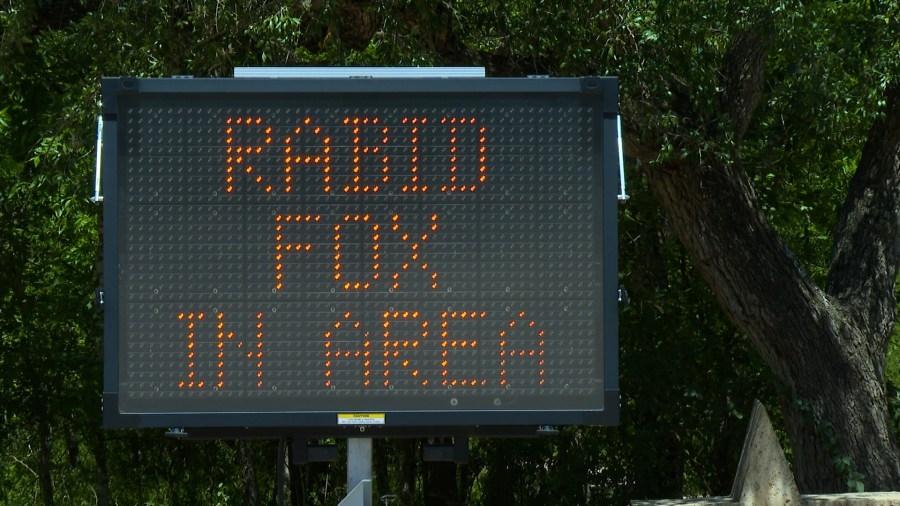 RABID
FOX
IN AREA